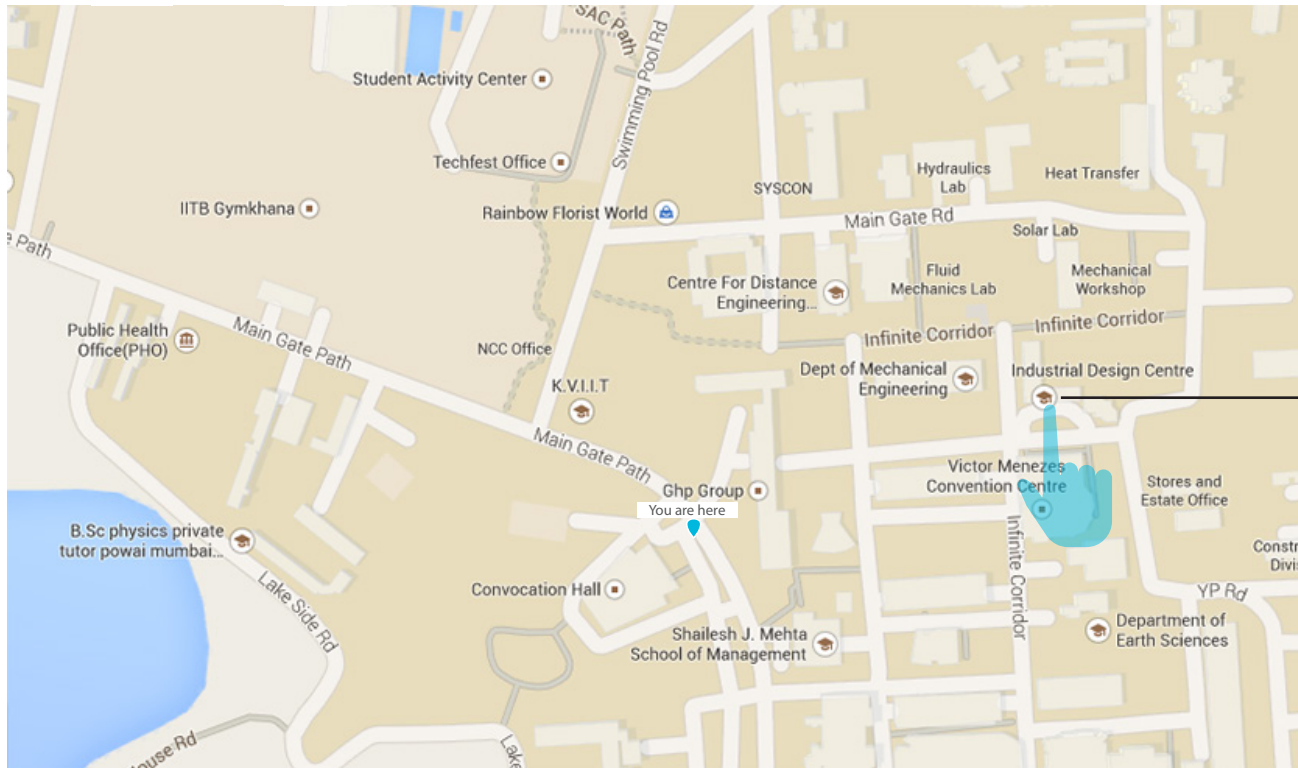 SAC Path
Swimming Pool Rd
Student Activity Center
Techfest Office
Hydraulics
Lab
Heat Transfer
SYSCON
IITB Gymkhana
Rainbow Florist World
Main Gate Rd
Solar Lab
e Path
Centre For Distance
Engineering...
Fluid
Mechanics Lab
Mechanical
Workshop
Public Health
Office(PHO)
Main Gate Path
Infinite Corridor
Infinite Corridor
NCC Office
K.V.I.I.T
Dept of Mechanical
Engineering
Industrial Design Centre
Main Gate Path
Victor Menezes
Convention Centre
Ghp Group
You are here
Stores and
Estate Office
B.Sc physics private
tutor powai mumbai...
Infinite Corridor
Constr
Divis
Convocation Hall
YP Rd
Lake Side Rd
Shailesh J. Mehta
School of Management
Department of
Earth Sciences
ouse Rd
Lake